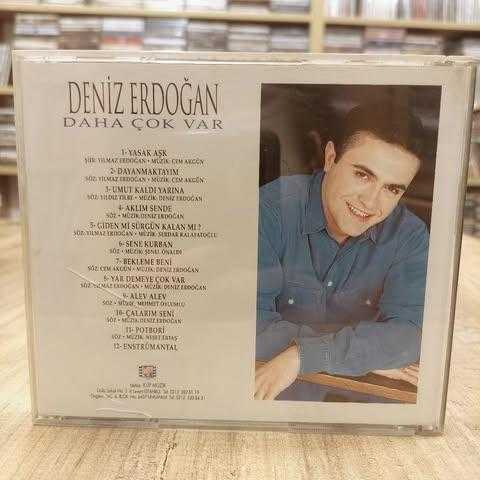 DENİZ ERDOĞAN
DAHA ÇOK VAR
1- YASAK AŞK
ŞİİR: YILMAZ ERDOĞAN • MÜZİK: CEM AKGÜN
2- DAYANMAKTAYIM
SÖZ: YILMAZ ERDOĞAN • MÜZİK: CEM AKGÜN
3- UMUT KALDI YARINA
SÖZ: YILDIZ TİLBE • MÜZİK: DENİZ ERDOĞAN
4- AKLIM SENDE
SÖZ • MÜZİK: DENİZ ERDOĞAN
5- GİDEN Mİ SÜRGÜN KALAN MI ?
SÖZ: YILMAZ ERDOĞAN • MÜZİK: SERDAR KALAFATOĞLU
6- SENE KURBAN
SÖZ • MÜZİK: ŞENEL ÖNALDI
7- BEKLEME BENİ
SÖZ: CEM AKGÜN • MÜZİK: DENİZ ERDOĞAN
8- YAR DEMEYE ÇOK VAR
SÖZ: YILMAZ ERDOĞAN • MÜZİK: DENİZ ERDOĞAN
9- ALEV ALEV
SÖZ • MÜZİK: MEHMET
10- ÇALARIM SENİ
SÖZ • MÜZİK: DENİZ ERDOĞAN
11- POTBORİ
SÖZ • MÜZİK: NEŞET ERTAŞ
12- ENSTRÜMANTAL
MÜZİK